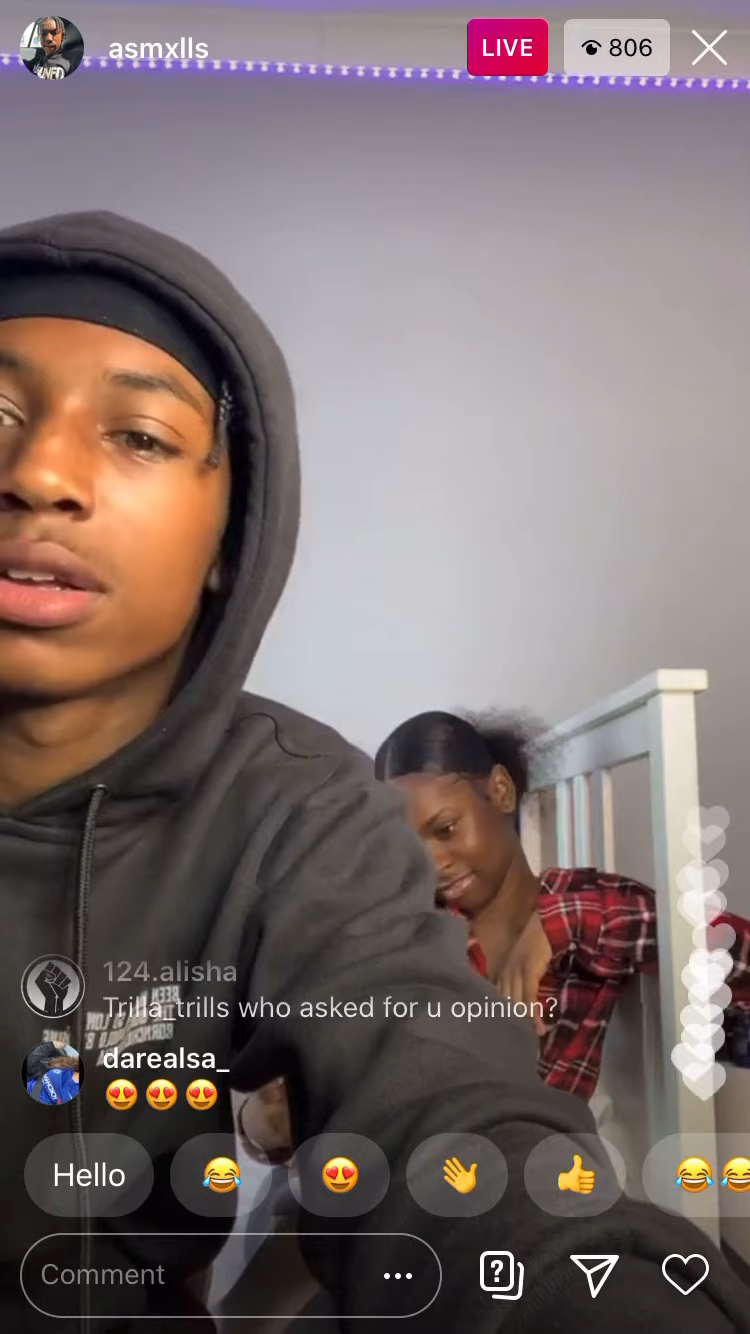 asmxlls
LIVE
806
124.alisha
Trilla_trills who asked for u opinion?
darealsa_
😍😍😍
Hello
😂
😍
👋
👍
😂😂
Comment